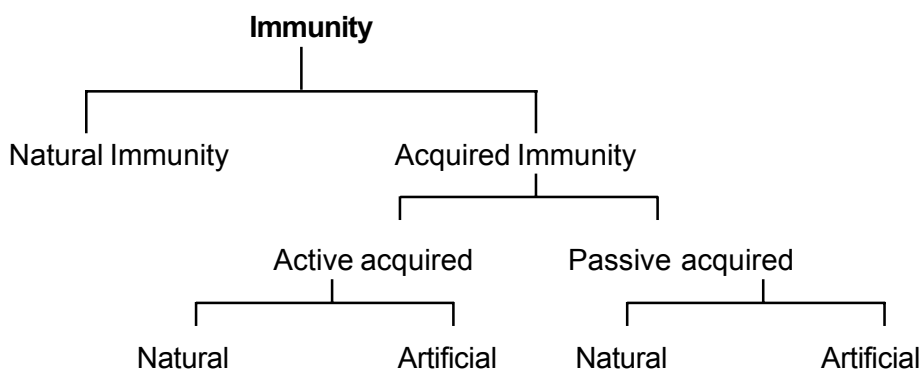 Immunity
Natural Immunity Acquired Immunity
Active acquired Passive acquired
Natural Artificial Natural Artificial